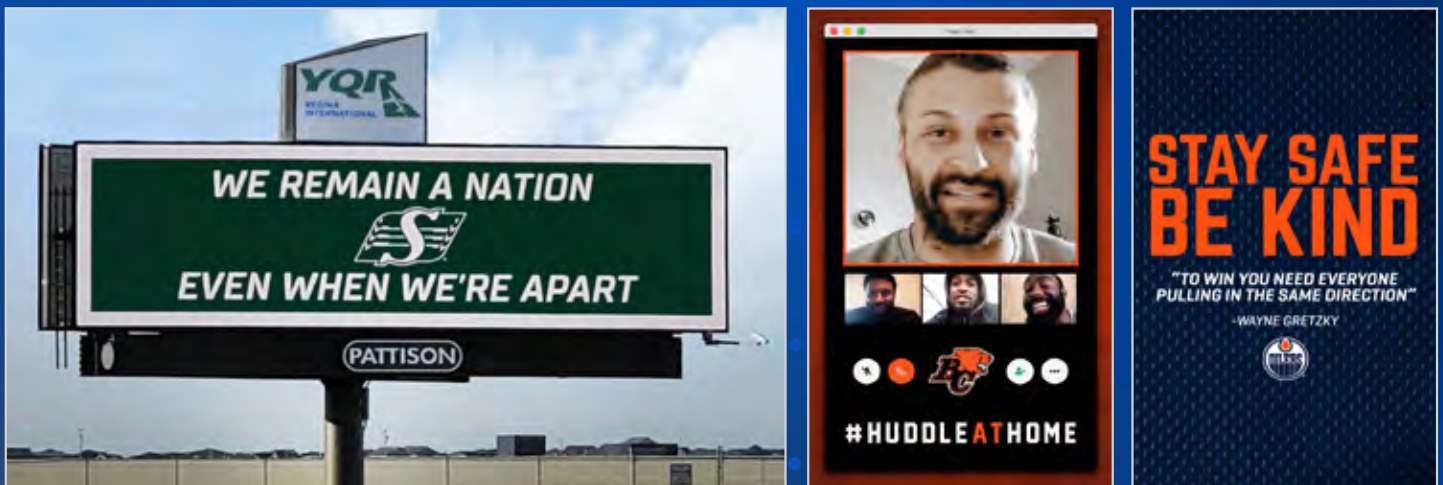 YQR
REGINA
INTERNATIONAL
WE REMAIN A NATION
S
EVEN WHEN WE'RE APART
PATTISON
BC
#HUDDLEATHOME
STAY SAFE
BE KIND
"TO WIN YOU NEED EVERYONE
PULLING IN THE SAME DIRECTION"
-WAYNE GRETZKY
OILERS